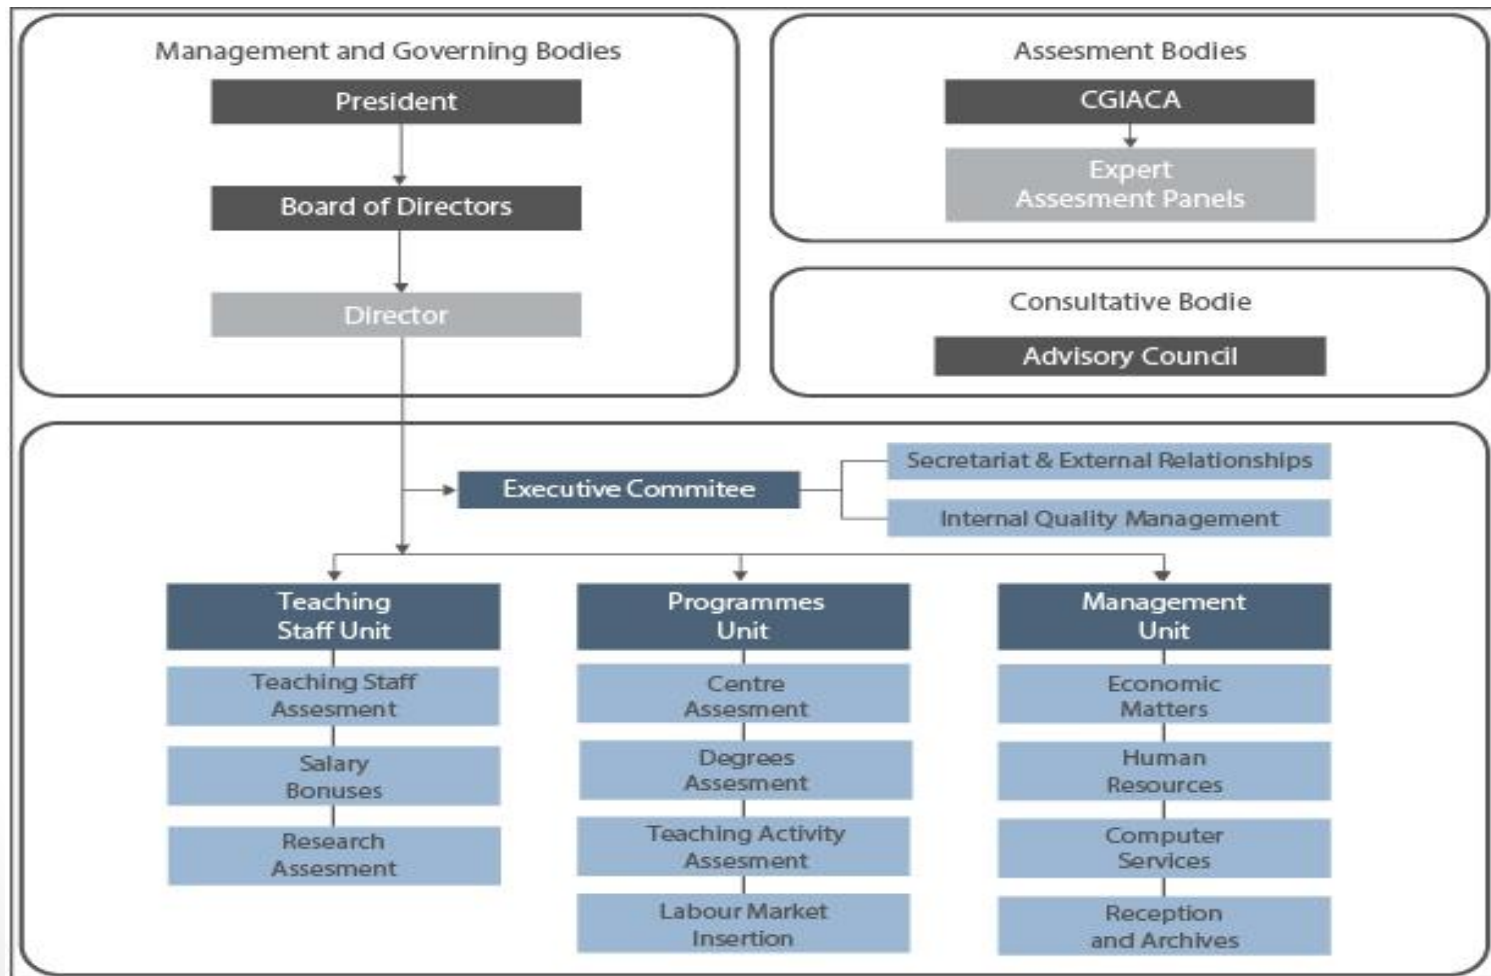 Management and Governing Bodies
President
Board of Directors
Director
Assesment Bodies
CGIACA
Expert
Assesment Panels
Consultative Bodie
Advisory Council
Executive Commitee
Secretariat & External Relationships
Internal Quality Management
Teaching
Staff Unit
Teaching Staff
Assesment
Salary
Bonuses
Research
Assesment
Programmes
Unit
Centre
Assesment
Degrees
Assesment
Teaching Activity
Assesment
Labour Market
Insertion
Management
Unit
Economic
Matters
Human
Resources
Computer
Services
Reception
and Archives